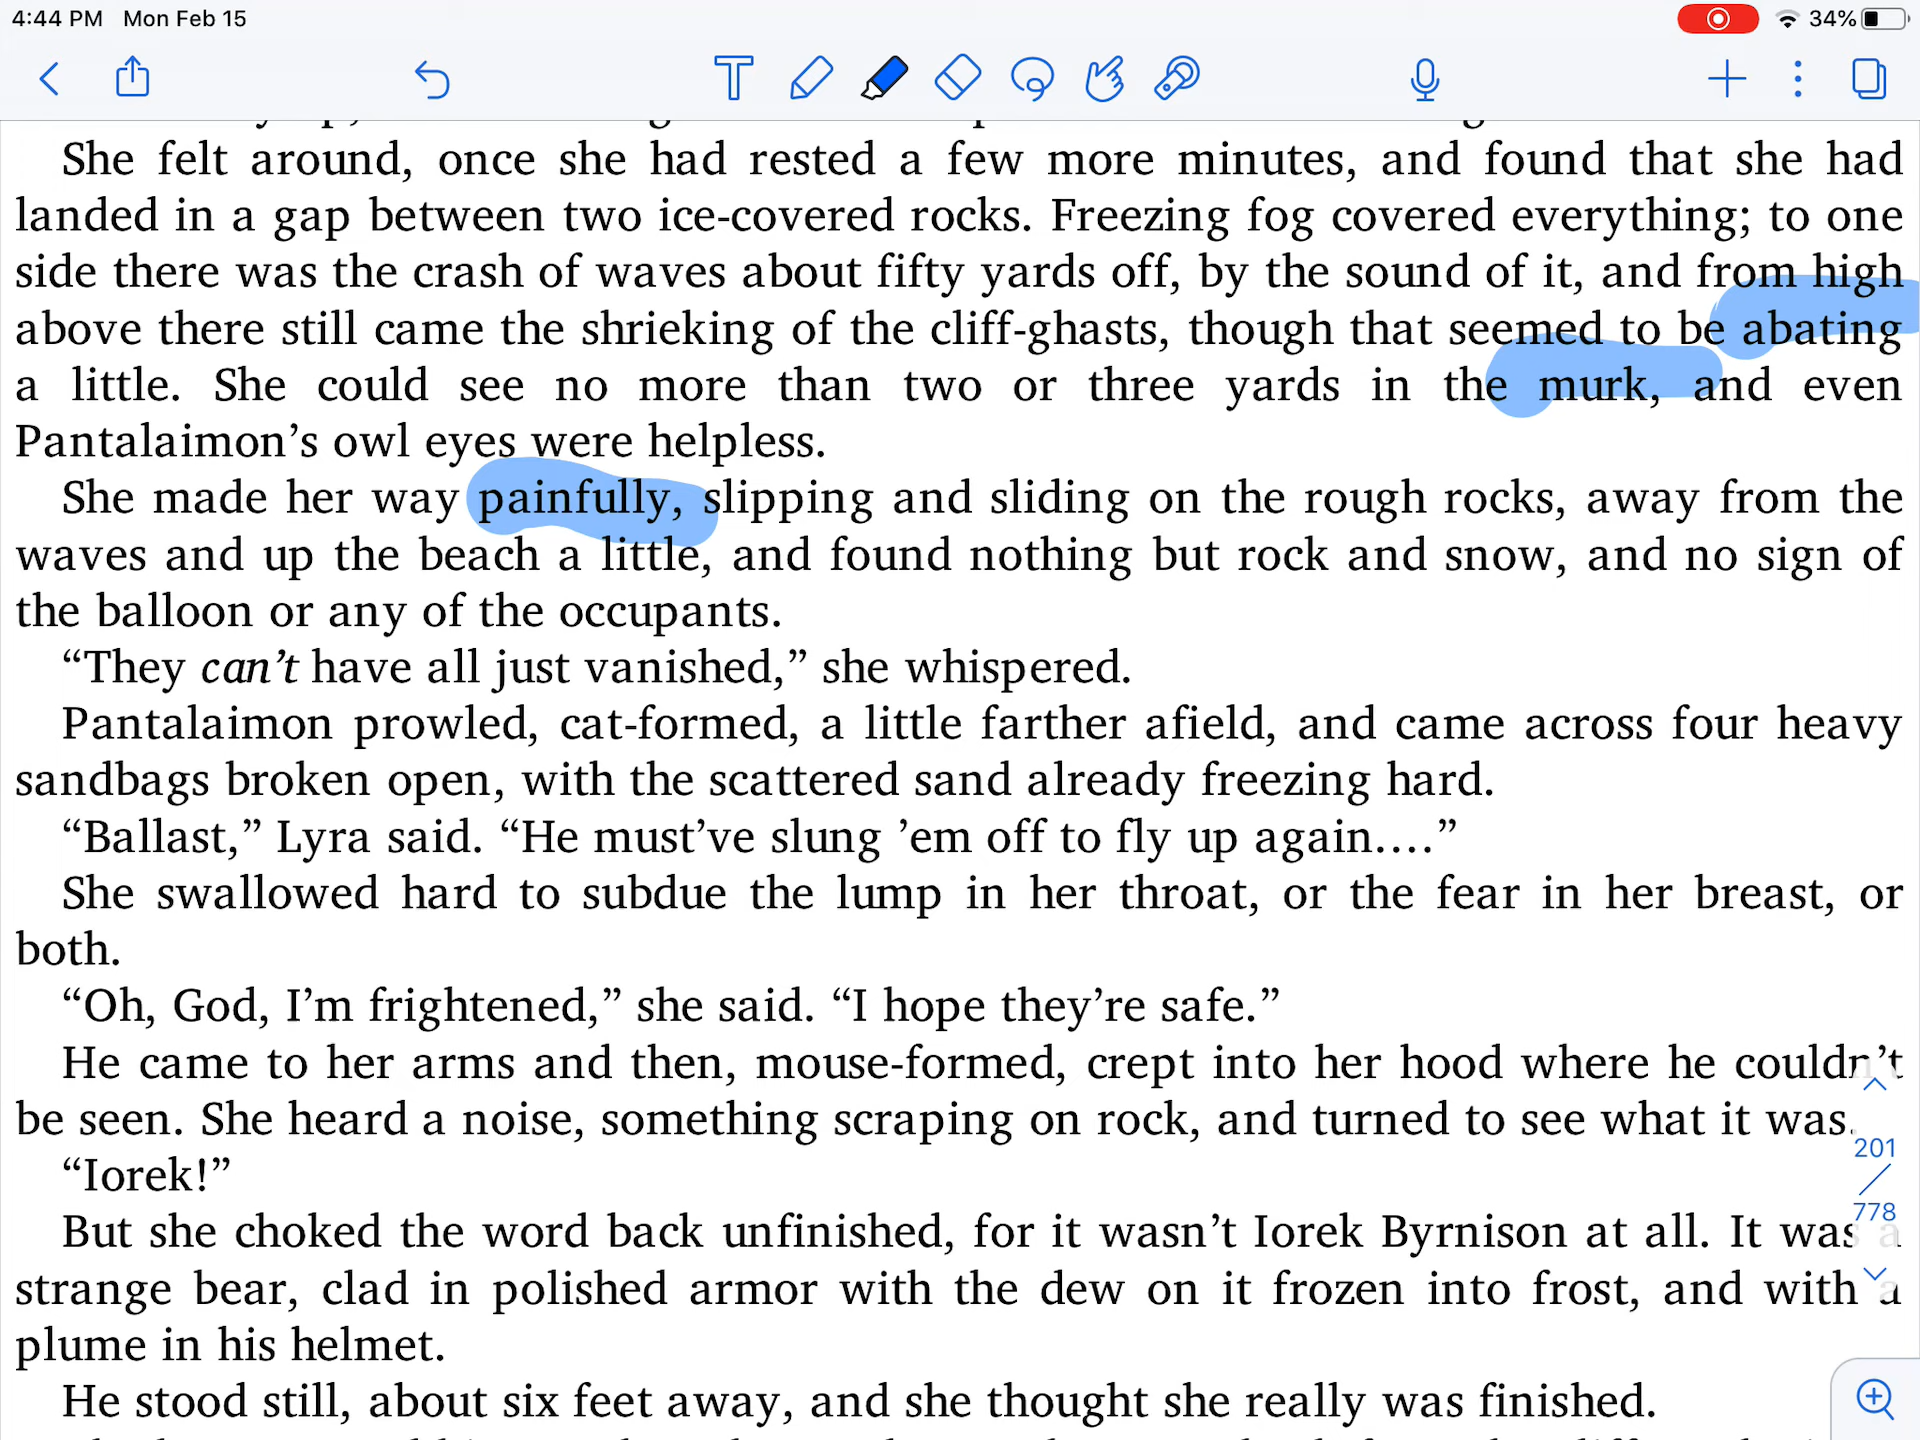 4:44 PM Mon Feb 15
34%
She felt around, once she had rested a few more minutes, and found that she had
landed in a gap between two ice-covered rocks. Freezing fog covered everything; to one
side there was the crash of waves about fifty yards off, by the sound of it, and from high
above there still came the shrieking of the cliff-ghasts, though that seemed to be abating
a little. She could see no more than two or three yards in the murk, and even
Pantalaimon’s owl eyes were helpless.
She made her way painfully, slipping and sliding on the rough rocks, away from the
waves and up the beach a little, and found nothing but rock and snow, and no sign of
the balloon or any of the occupants.
“They can’t have all just vanished,” she whispered.
Pantalaimon prowled, cat-formed, a little farther afield, and came across four heavy
sandbags broken open, with the scattered sand already freezing hard.
“Ballast,” Lyra said. “He must’ve slung ’em off to fly up again....”
She swallowed hard to subdue the lump in her throat, or the fear in her breast, or
both.
“Oh, God, I’m frightened,” she said. “I hope they’re safe.”
He came to her arms and then, mouse-formed, crept into her hood where he couldn’t
be seen. She heard a noise, something scraping on rock, and turned to see what it was.
“Iorek!”
But she choked the word back unfinished, for it wasn’t Iorek Byrnison at all. It was a
strange bear, clad in polished armor with the dew on it frozen into frost, and with a
plume in his helmet.
He stood still, about six feet away, and she thought she really was finished.
201
/
778